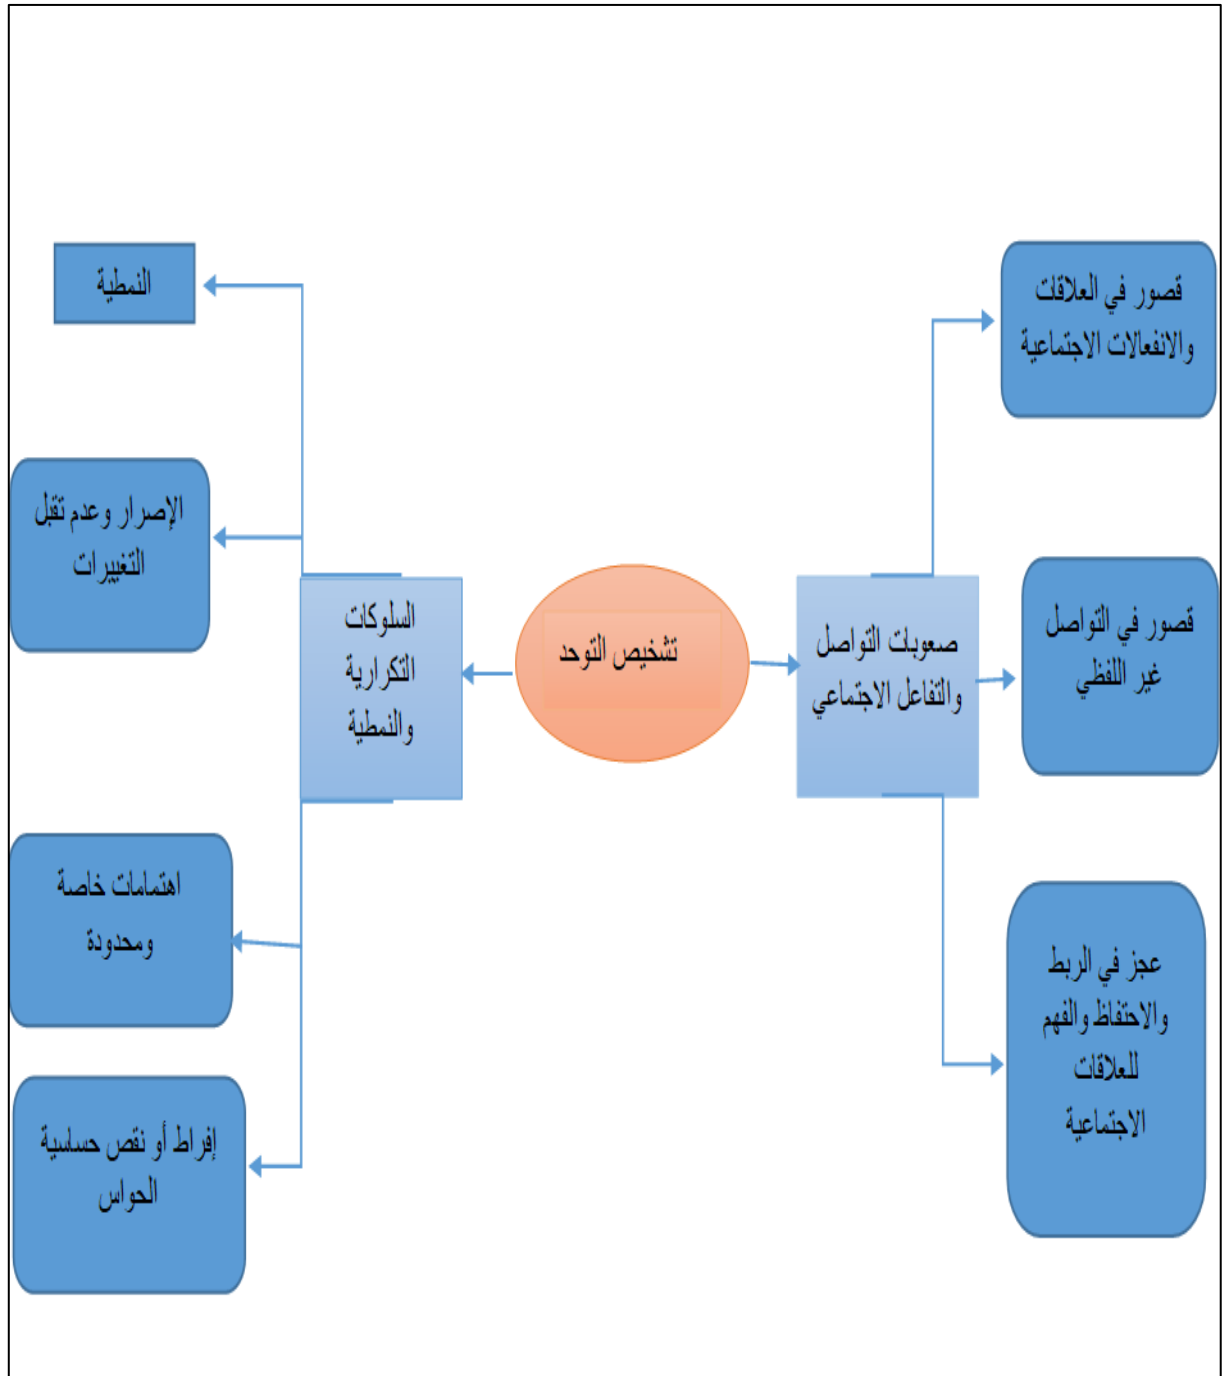 تشخيص التوحد
صعوبات التواصل
والتفاعل الاجتماعي
قصور في العلاقات
والانفعالات الاجتماعية
قصور في التواصل
غير اللفظي
عجز في الربط
والاحتفاظ والفهم
للعلاقات
الاجتماعية
السلوكات
التكرارية
والنمطية
النمطية
الإصرار وعدم تقبل
التغييرات
اهتمامات خاصة
ومحدودة
إفراط أو نقص حساسية
الحواس